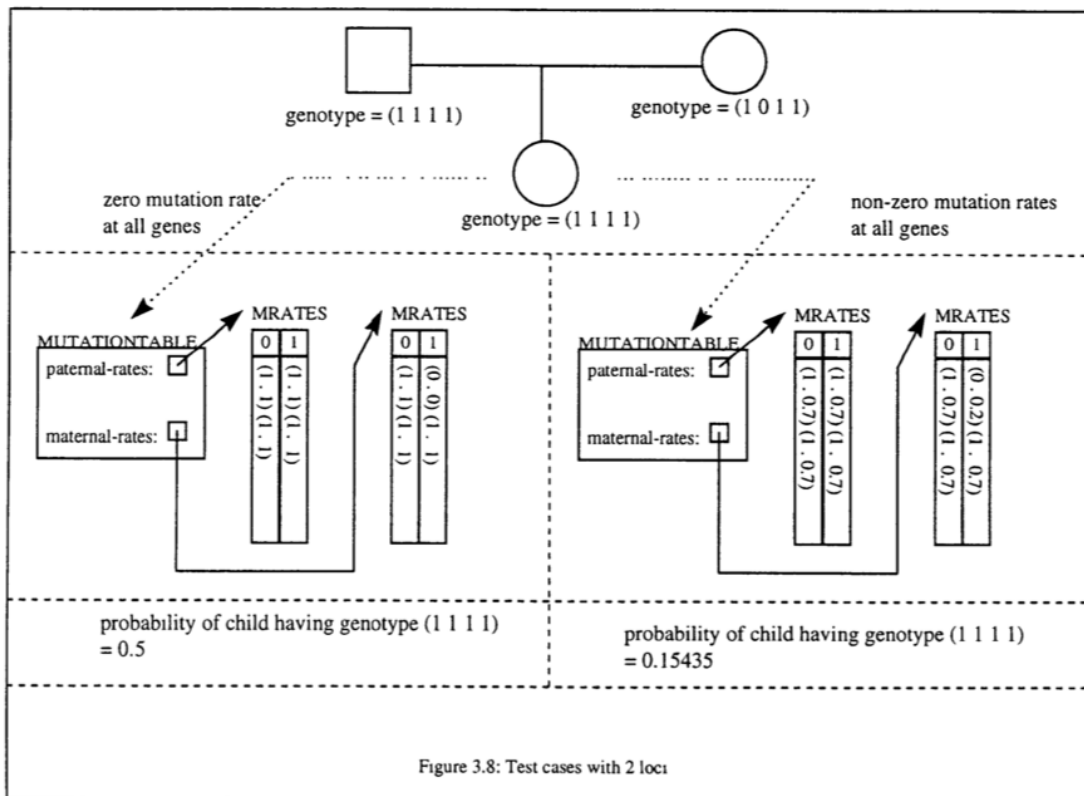 genotype = (1 1 1 1)
genotype = (1 0 1 1)
genotype = (1 1 1 1)
zero mutation rate
at all genes
non-zero mutation rates
at all genes
MUTATIONTABLE
paternal-rates:
maternal-rates:
MRATES
0 1
(1 . 1)(1 . 1)
(1 . 1)(1 . 1)
MRATES
0 1
(1 . 1)(1 . 1)
(0 . 0)(1 . 1)
MUTATIONTABLE
paternal-rates:
maternal-rates:
MRATES
0 1
(1 . 0.7)(1 . 0.7)
(1 . 0.7)(1 . 0.7)
MRATES
0 1
(1 . 0.7)(1 . 0.7)
(0 . 0.2)(1 . 0.7)
probability of child having genotype (1 1 1 1)
= 0.5
probability of child having genotype (1 1 1 1)
= 0.15435
Figure 3.8: Test cases with 2 loci